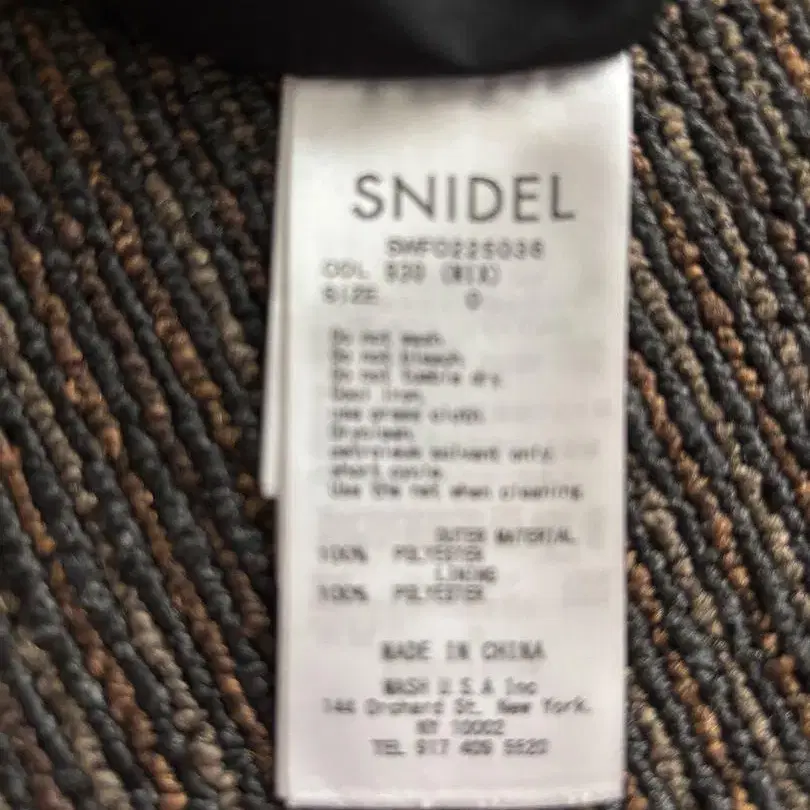 SNIDEL
SWFO225036
COL 920 (MIX)
SIZE 0
Do not wash.
Do not bleach.
Do not tumble dry.
Cool iron,
use press cloth.
Dryclean,
petroleum solvent only
short cycle.
Use the net when cleaning.
OUTER MATERIAL
100% POLYESTER
LINING
100% POLYESTER
MADE IN CHINA
MASH U.S.A Inc
144 Orchard St. New York.
NY 10002
TEL 917 409 5520